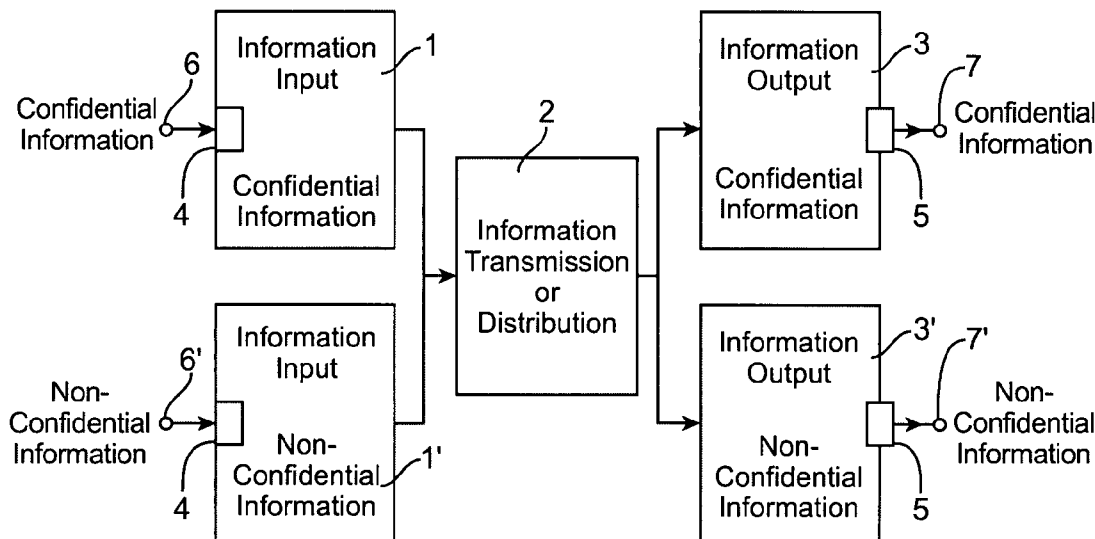 6
Confidential
Information
4
Information
Input
1
Confidential
Information
6'
Non-
Confidential
Information
4
Information
Input
Non-
Confidential
Information
1'
2
Information
Transmission
or
Distribution
Information
Output
3
Confidential
Information
7
Confidential
Information
5
Information
Output
3'
Non-
Confidential
Information
7'
Non-
Confidential
Information
5